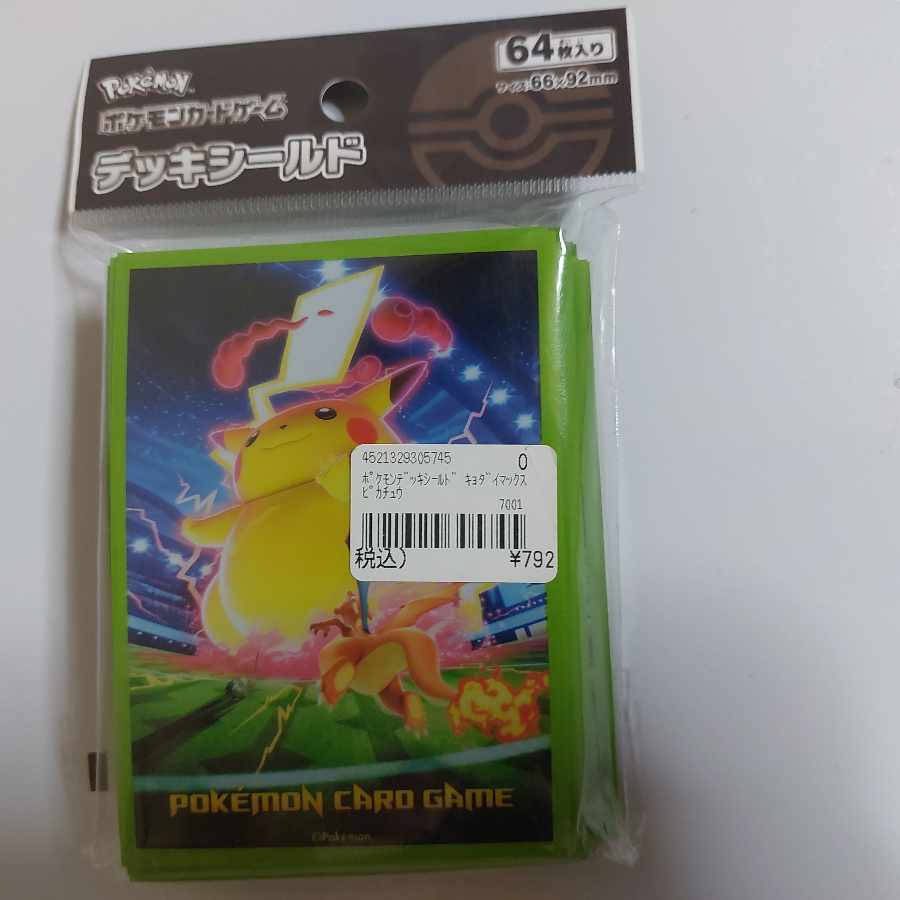 POKéMON
64枚入り
サイズ:66×92mm
ポケモンカードゲーム
デッキシールド
4521329305745 0
ﾎﾟｹモンデﾞｯキシールﾄﾞ キョダﾞイマックス
ピカチュウ
7001
税込) ¥792
POKÉMON CARD GAME
©Pokémon